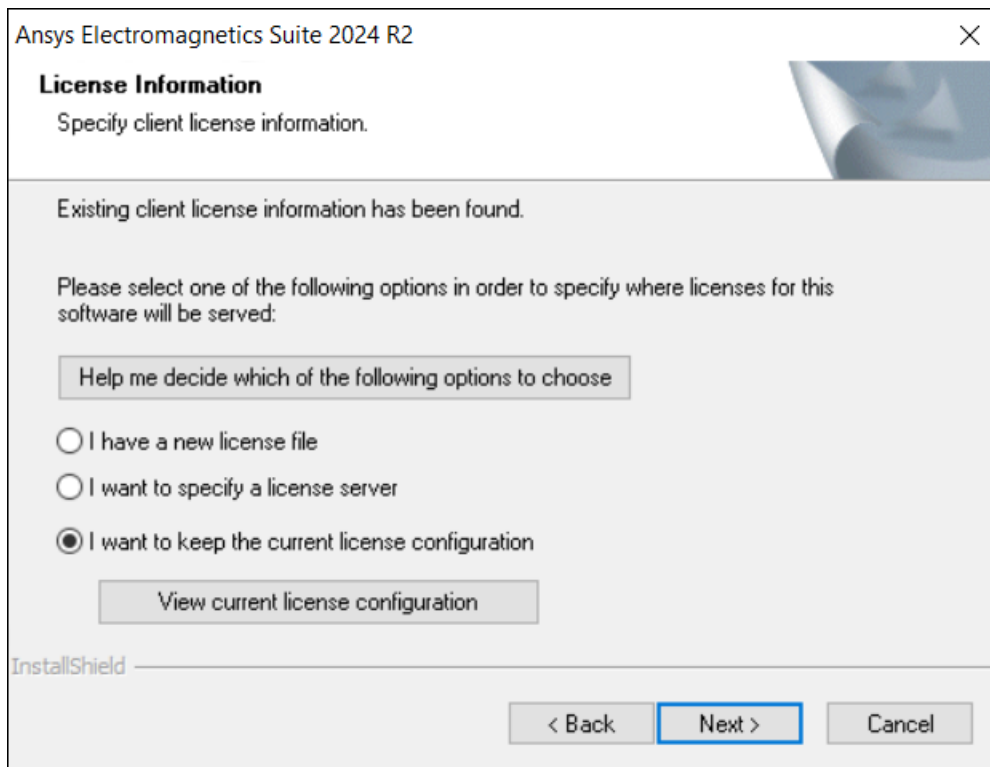 Ansys Electromagnetics Suite 2024 R2
License Information
Specify client license information.
Existing client license information has been found.
Please select one of the following options in order to specify where licenses for this
software will be served:
Help me decide which of the following options to choose
I have a new license file
I want to specify a license server
I want to keep the current license configuration
View current license configuration
InstallShield
< Back
Next >
Cancel